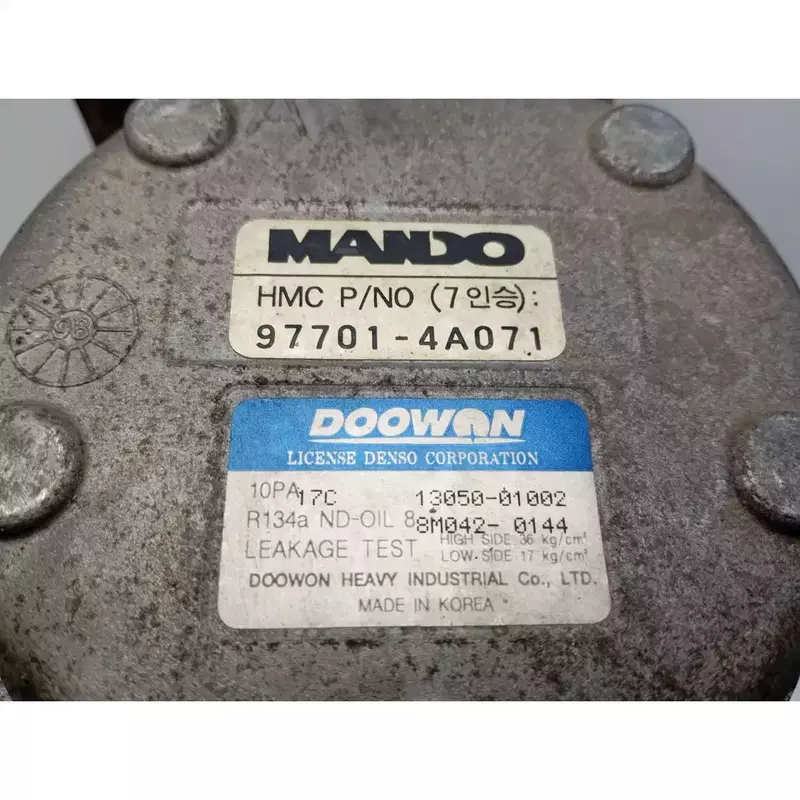 A
MANDO
HMC P/NO (7인승):
97701-4A071
DOOWON
LICENSE DENSO CORPORATION
10PA17C 13050-01002
R134a ND-OIL 8 8M042- 0144
LEAKAGE TEST HIGH SIDE 36 kg/cm²
LOW-SIDE 17 kg/cm²
DOOWON HEAVY INDUSTRIAL Co., LTD.
MADE IN KOREA